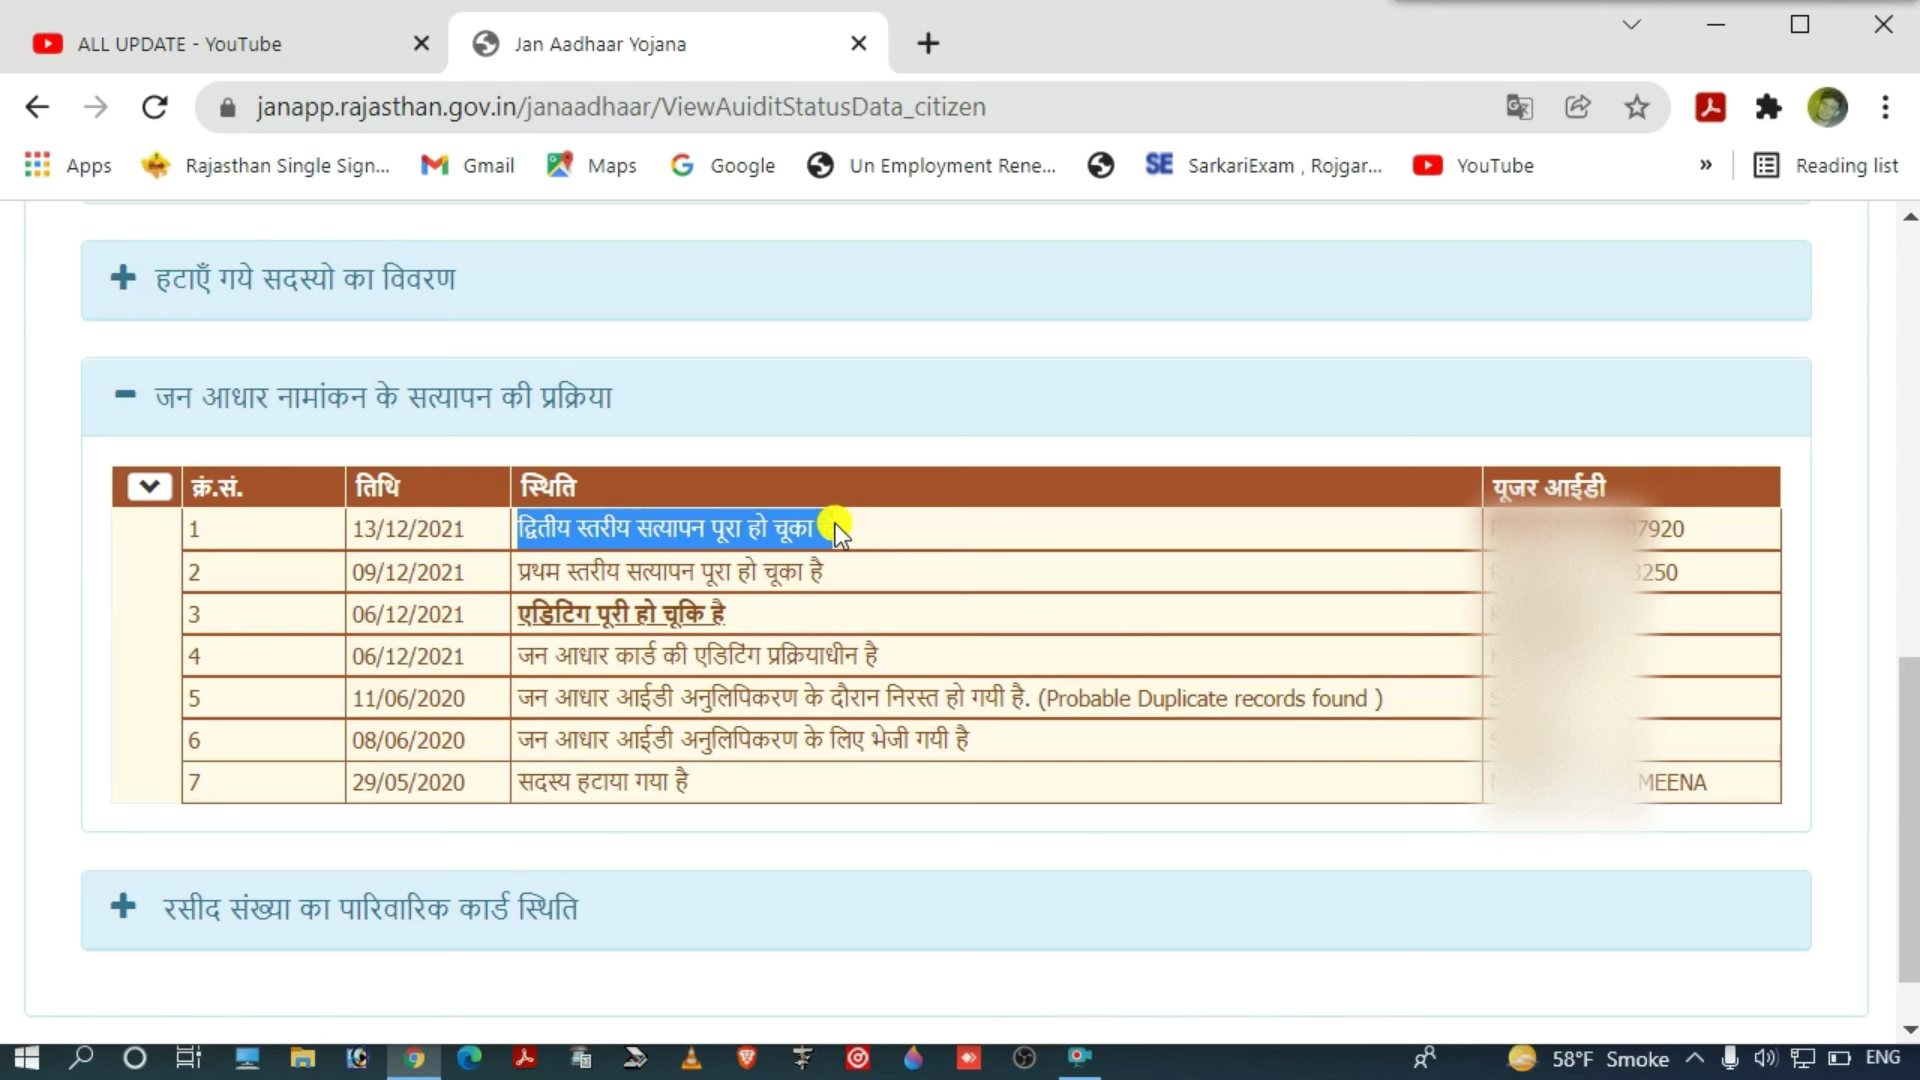 ALL UPDATE - YouTube
Jan Aadhaar Yojana
janapp.rajasthan.gov.in/janaadhaar/ViewAuiditStatusData_citizen
Apps Rajasthan Single Sign... Gmail Maps Google Un Employment Rene... SE SarkariExam , Rojgar... YouTube » Reading list
हटाएँ गये सदस्यो का विवरण
जन आधार नामांकन के सत्यापन की प्रक्रिया
क्रं.सं. तिथि स्थिति यूजर आईडी
1 13/12/2021 द्वितीय स्तरीय सत्यापन पूरा हो चूका 07920
2 09/12/2021 प्रथम स्तरीय सत्यापन पूरा हो चूका है 3250
3 06/12/2021 एडिटिंग पूरी हो चूकि है
4 06/12/2021 जन आधार कार्ड की एडिटिंग प्रक्रियाधीन है
5 11/06/2020 जन आधार आईडी अनुलिपिकरण के दौरान निरस्त हो गयी है. (Probable Duplicate records found )
6 08/06/2020 जन आधार आईडी अनुलिपिकरण के लिए भेजी गयी है
7 29/05/2020 सदस्य हटाया गया है MEENA
रसीद संख्या का पारिवारिक कार्ड स्थिति
58°F Smoke ENG